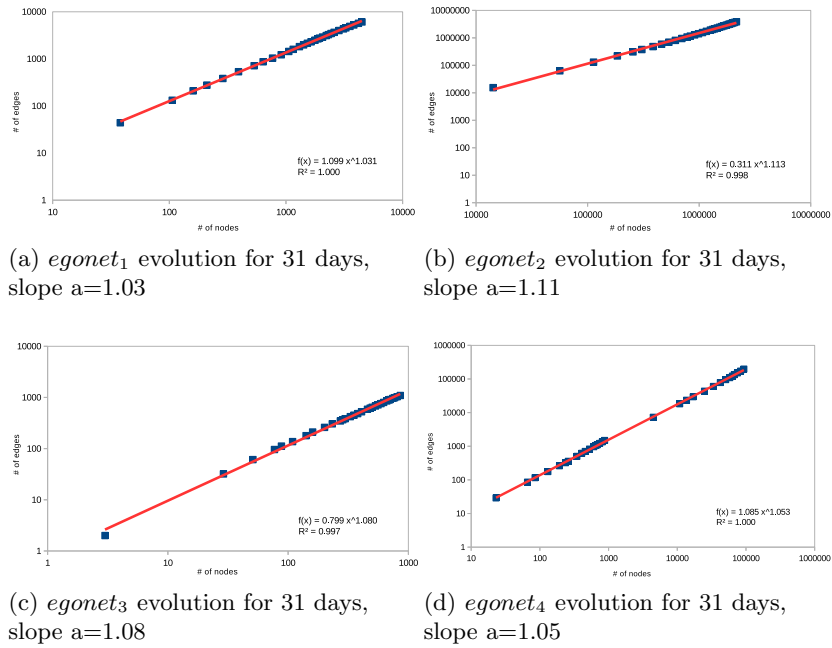 10000
1000
100
10
1
# of edges
f(x) = 1.099 x^1.031
R² = 1.000
10 100 1000 10000
# of nodes
(a) egonet₁ evolution for 31 days,
slope a=1.03
10000000
1000000
100000
10000
1000
100
10
1
# of edges
f(x) = 0.311 x^1.113
R² = 0.998
10000 100000 1000000 10000000
# of nodes
(b) egonet₂ evolution for 31 days,
slope a=1.11
10000
1000
100
10
1
# of edges
f(x) = 0.799 x^1.080
R² = 0.997
1 10 100 1000
# of nodes
(c) egonet₃ evolution for 31 days,
slope a=1.08
1000000
100000
10000
1000
100
10
1
# of edges
f(x) = 1.085 x^1.053
R² = 1.000
10 100 1000 10000 100000 1000000
# of nodes
(d) egonet₄ evolution for 31 days,
slope a=1.05